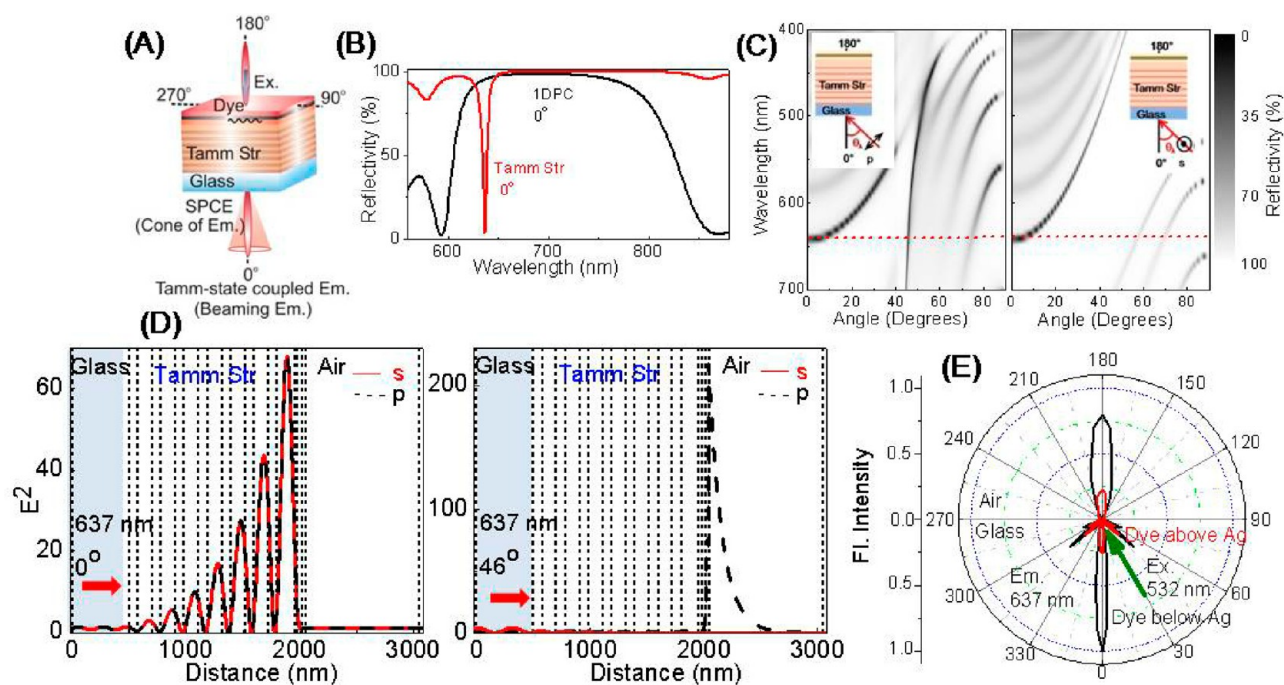 (A)
180°
Ex.
270°
Dye
90°
Tamm Str
Glass
SPCE
(Cone of Em.)
0°
Tamm-state coupled Em.
(Beaming Em.)
(B)
100
50
0
Reflectivity (%)
1DPC
0°
Tamm Str
0°
600 700 800
Wavelength (nm)
(C)
400
500
600
700
Wavelength (nm)
180°
Tamm Str
Glass
θ
0° p
0 20 40 60 80
Angle (Degrees)
180°
Tamm Str
Glass
θ
0° s
0 20 40 60 80
Angle (Degrees)
0
35
70
100
Reflectivity (%)
(D)
Glass
Tamm Str
Air
s
p
60
40
20
0
E2
637 nm
0°
0 1000 2000 3000
Distance (nm)
Glass
Tamm Str
Air
s
p
200
100
0
637 nm
46°
0 1000 2000 3000
Distance (nm)
(E)
1.0
0.5
0.0
0.5
1.0
Fl. Intensity
180
210
150
240
120
270
90
300
60
330
30
0
Air
Glass
Dye above Ag
Em.
637 nm
Ex.
532 nm
Dye below Ag